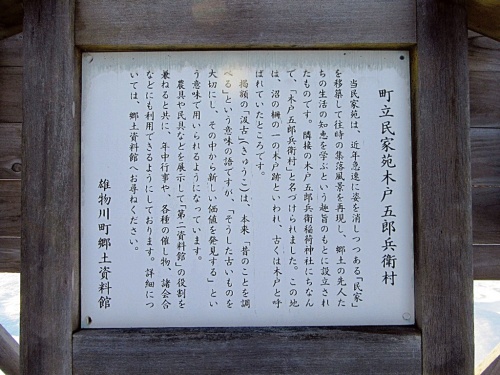 町立民家苑木戸五郎兵衛村
当民家苑は、近年急速に姿を消しつつある「民家」
を移築して往時の集落風景を再現し、郷土の先人た
ちの生活の知恵を学ぶという趣旨のもとに設立され
たものです。隣接の木戸五郎兵衛稲荷神社にちなん
で、「木戸五郎兵衛村」と名づけられました。この地
は、沼の柵の一の木戸跡といわれ、古くは木戸と呼
ばれていたところです。
掲額の「汲古」(きゅうこ)は、本来「昔のことを調
べる」という意味の語ですが、「そうした古いものを
大切にし、その中から新しい価値を発見する」とい
う意味で用いられるようになっています。
農具や民具などを展示して「第二資料館」の役割を
兼ねると共に、年中行事や、各種の催し物、諸会合
などにも利用できるようにしております。詳細につ
いては、郷土資料館へお尋ねください。
雄物川町郷土資料館